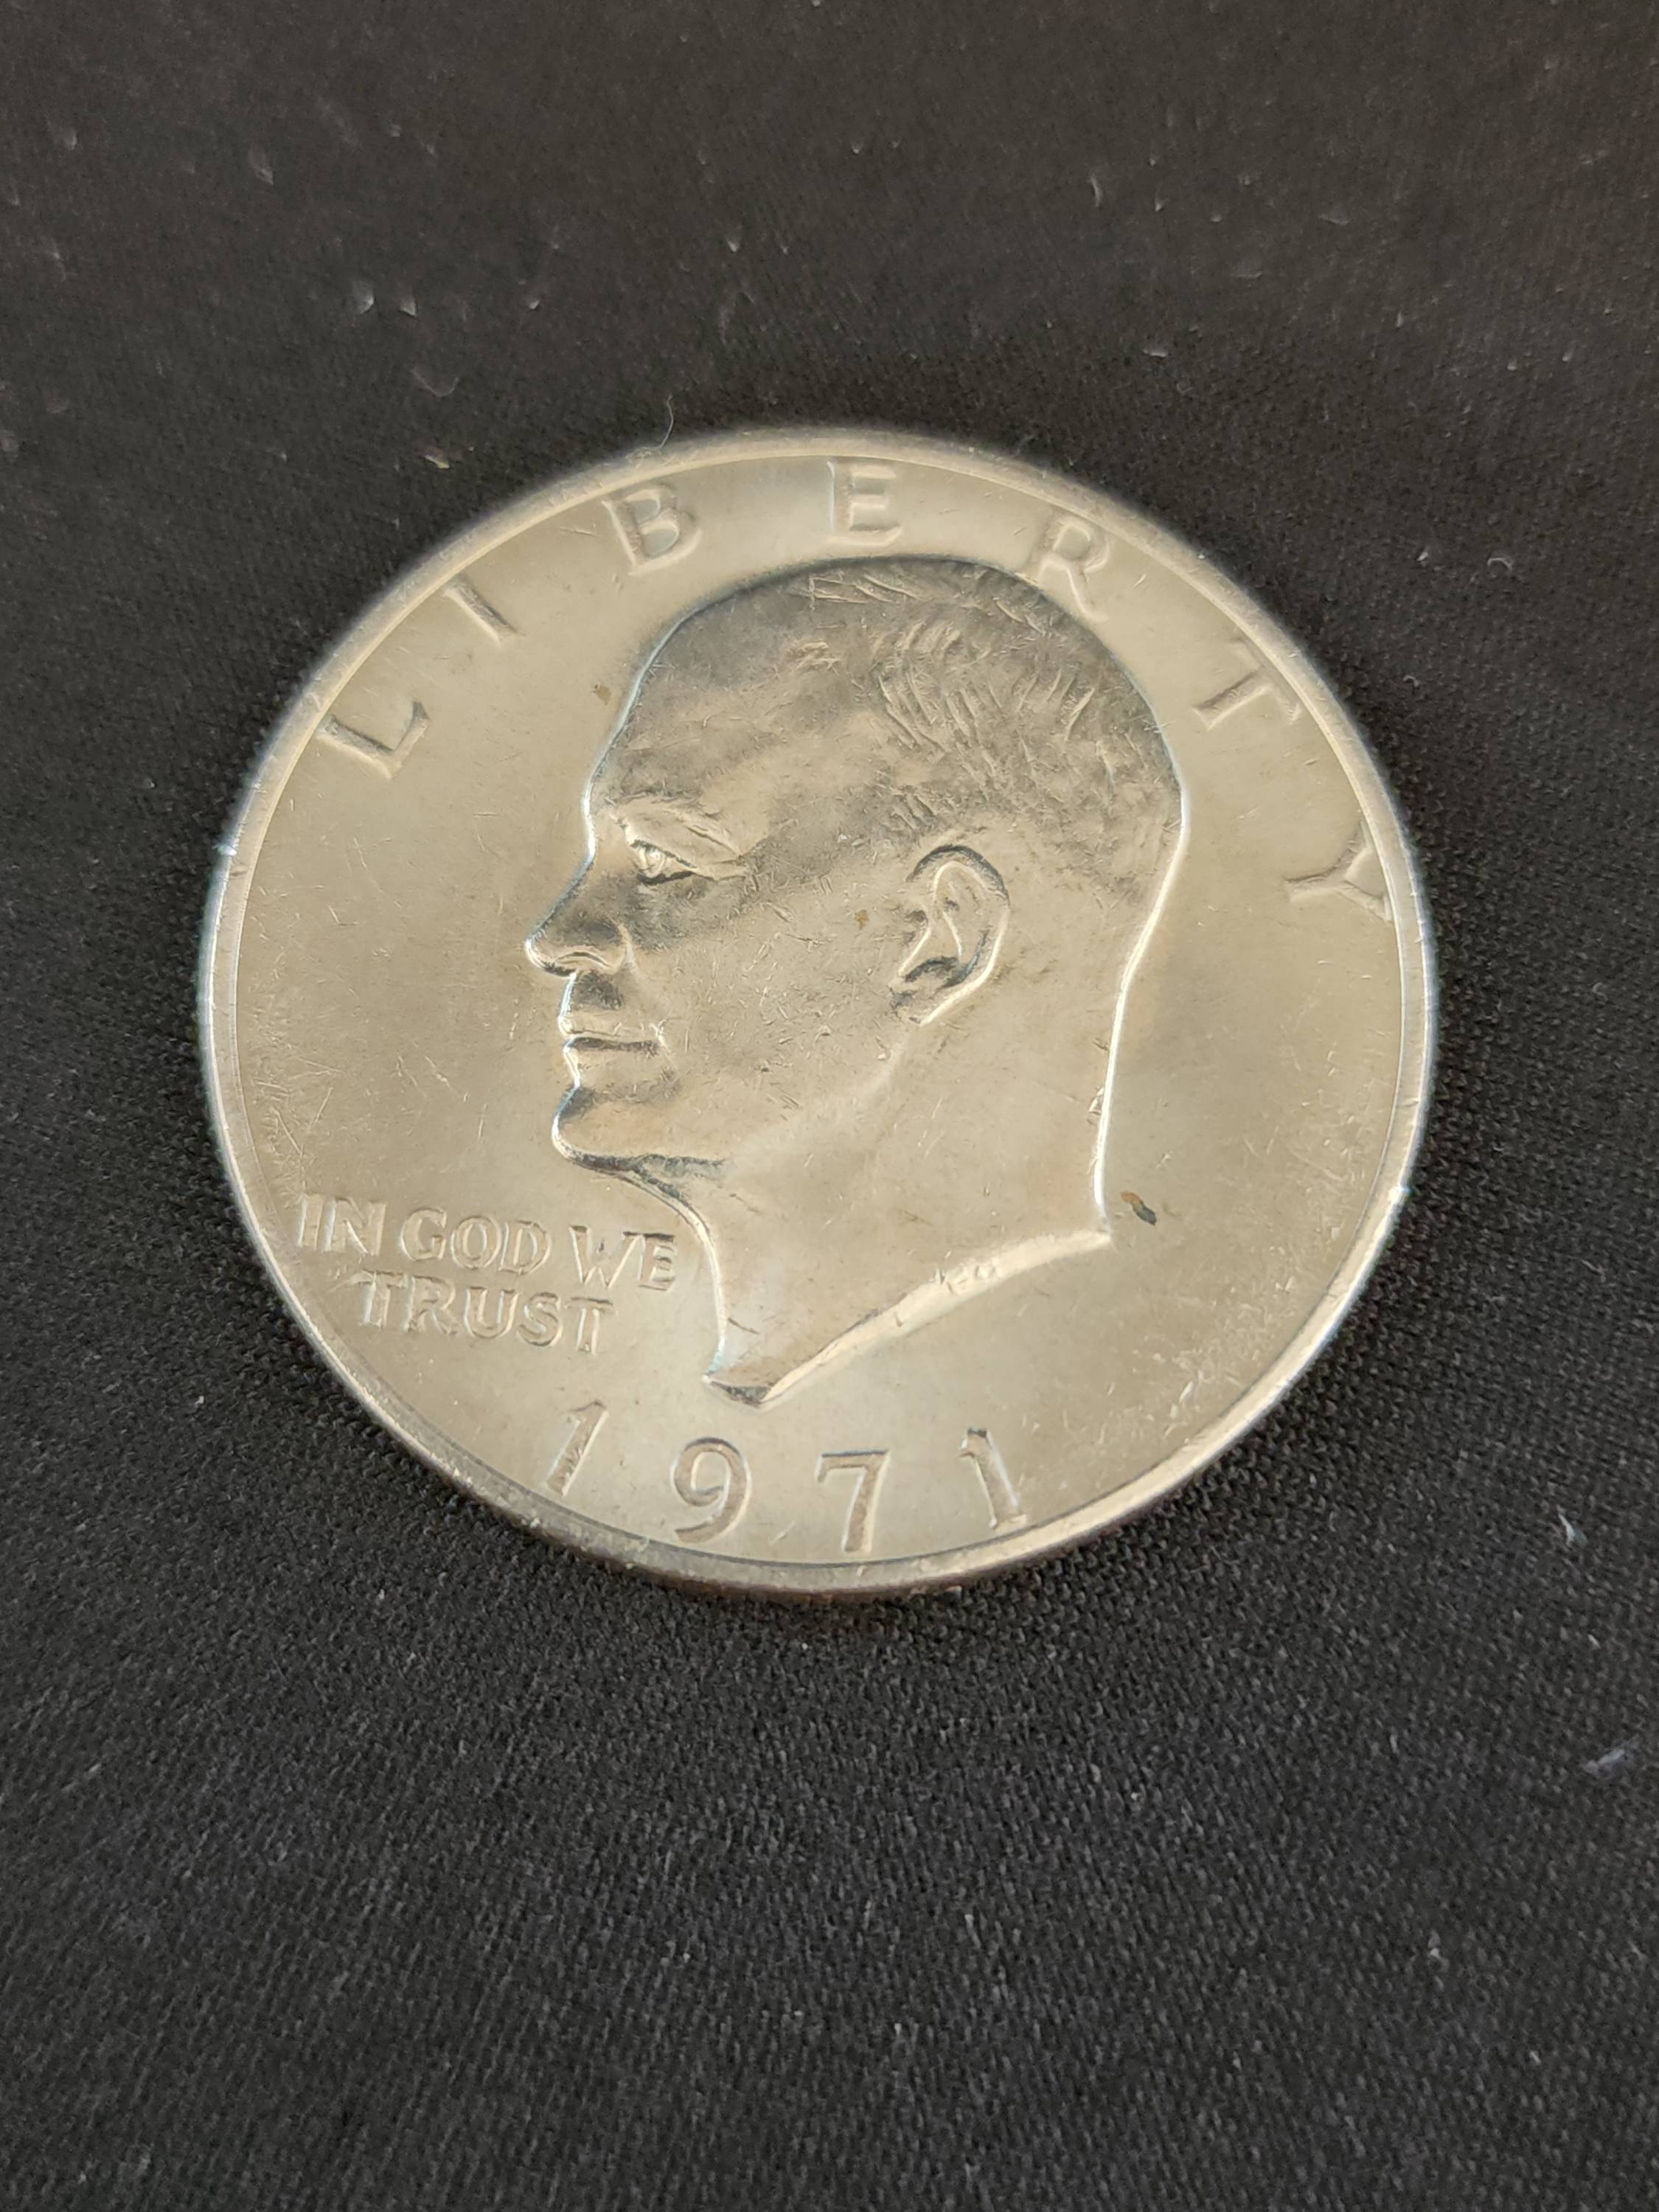 LIBERTY
IN GOD WE
TRUST
1971